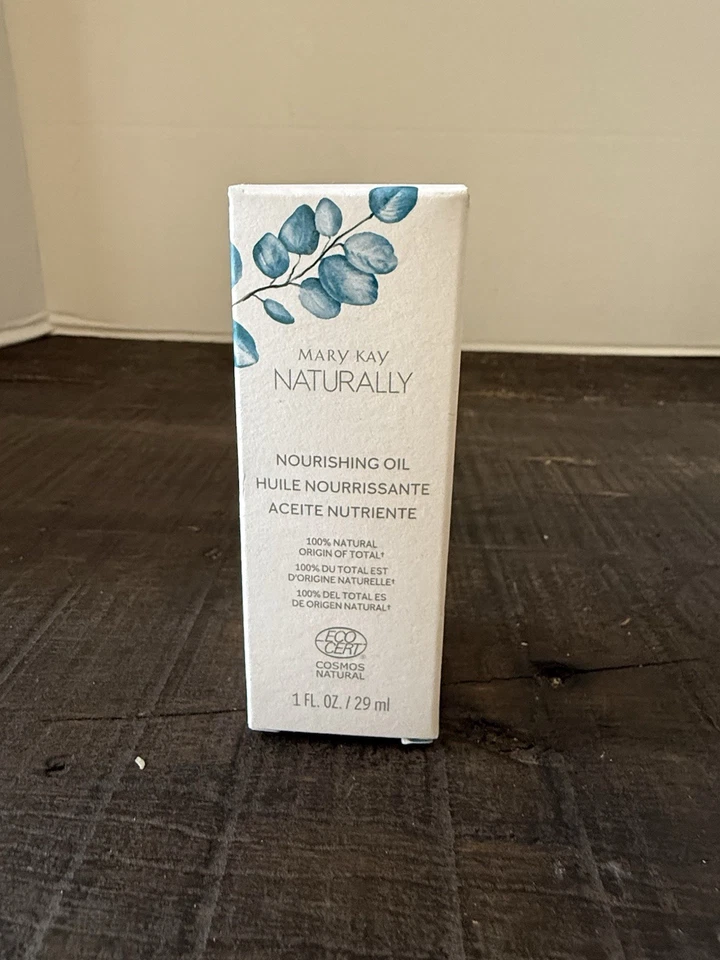 MARY KAY
NATURALLY
NOURISHING OIL
HUILE NOURRISSANTE
ACEITE NUTRIENTE
100% NATURAL
ORIGIN OF TOTAL†
100% DU TOTAL EST
D'ORIGINE NATURELLE†
100% DEL TOTAL ES
DE ORIGEN NATURAL†
ECO
CERT®
COSMOS
NATURAL
1 FL. OZ. / 29 ml